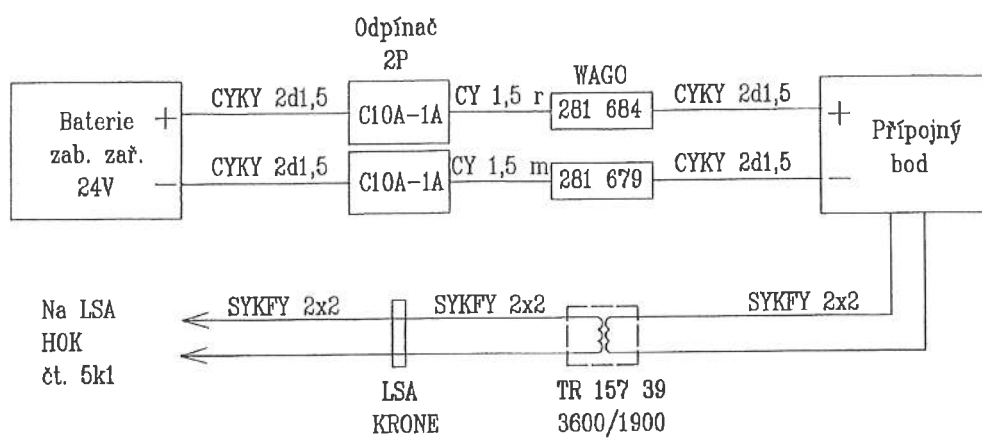 Odpínač
2P
WAGO
Baterie
zab. zař.
24V
+
−
CYKY 2d1,5
CYKY 2d1,5
C10A-1A
C10A-1A
CY 1,5 r
CY 1,5 m
281 684
281 679
CYKY 2d1,5
CYKY 2d1,5
+
−
Přípojný
bod
Na LSA
HOK
čt. 5k1
SYKFY 2x2
SYKFY 2x2
SYKFY 2x2
LSA
KRONE
TR 157 39
3600/1900